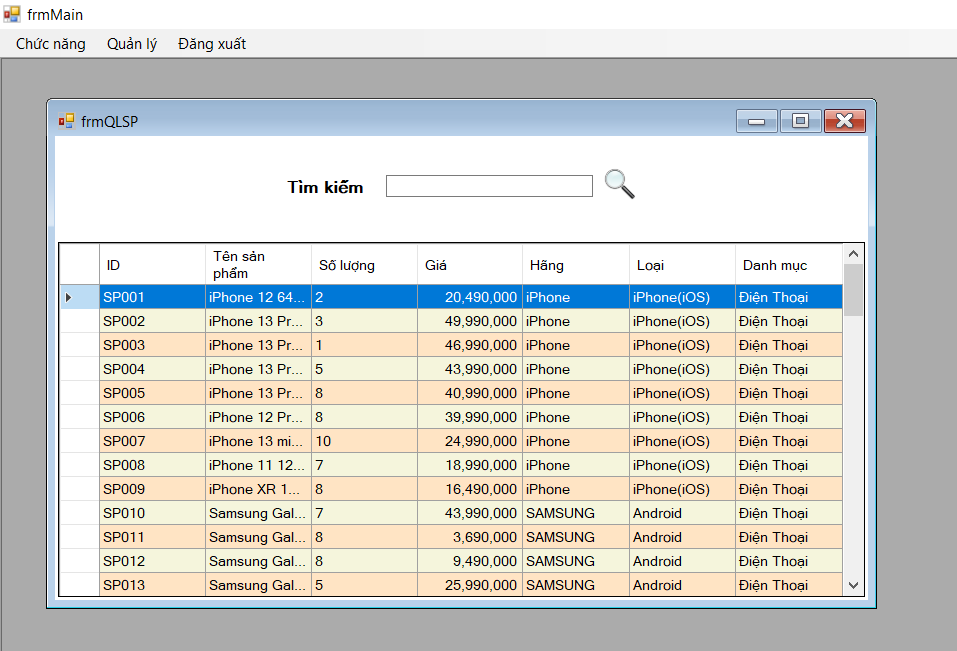 frmMain
Chức năng Quản lý Đăng xuất
frmQLSP
Tìm kiếm
ID Tên sản phẩm Số lượng Giá Hãng Loại Danh mục
SP001 iPhone 12 64... 2 20,490,000 iPhone iPhone(iOS) Điện Thoại
SP002 iPhone 13 Pr... 3 49,990,000 iPhone iPhone(iOS) Điện Thoại
SP003 iPhone 13 Pr... 1 46,990,000 iPhone iPhone(iOS) Điện Thoại
SP004 iPhone 13 Pr... 5 43,990,000 iPhone iPhone(iOS) Điện Thoại
SP005 iPhone 13 Pr... 8 40,990,000 iPhone iPhone(iOS) Điện Thoại
SP006 iPhone 12 Pr... 8 39,990,000 iPhone iPhone(iOS) Điện Thoại
SP007 iPhone 13 mi... 10 24,990,000 iPhone iPhone(iOS) Điện Thoại
SP008 iPhone 11 12... 7 18,990,000 iPhone iPhone(iOS) Điện Thoại
SP009 iPhone XR 1... 8 16,490,000 iPhone iPhone(iOS) Điện Thoại
SP010 Samsung Gal... 7 43,990,000 SAMSUNG Android Điện Thoại
SP011 Samsung Gal... 8 3,690,000 SAMSUNG Android Điện Thoại
SP012 Samsung Gal... 8 9,490,000 SAMSUNG Android Điện Thoại
SP013 Samsung Gal... 5 25,990,000 SAMSUNG Android Điện Thoại